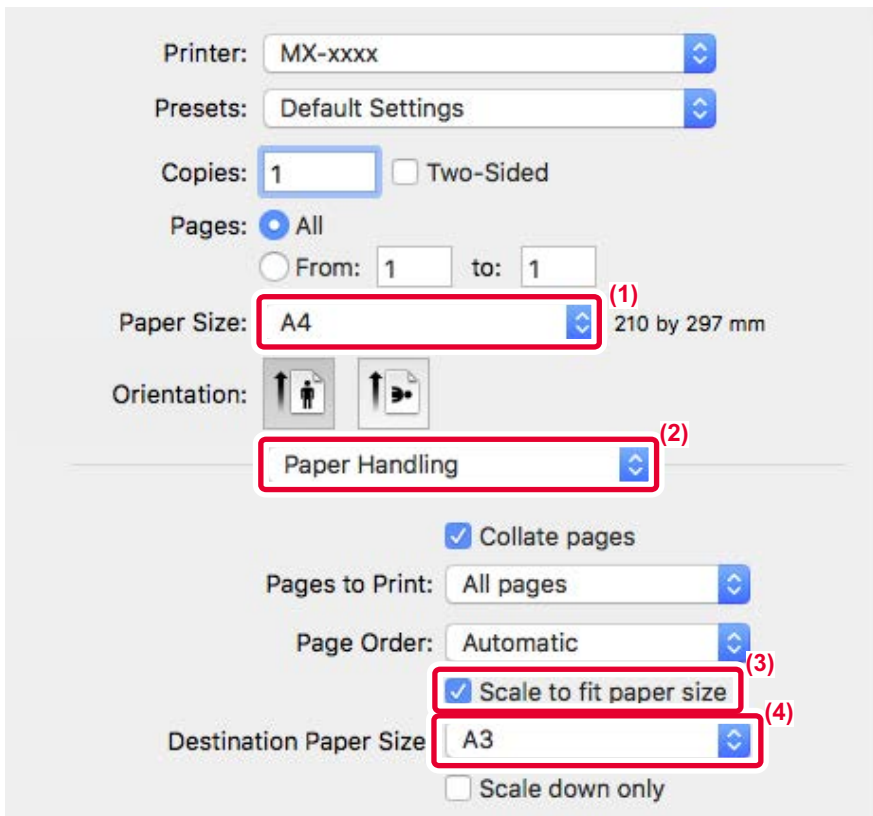 Printer: MX-xxxx
Presets: Default Settings
Copies: 1 Two-Sided
Pages: All
From: 1 to: 1
(1)
Paper Size: A4 210 by 297 mm
Orientation:
(2)
Paper Handling
Collate pages
Pages to Print: All pages
Page Order: Automatic
(3)
Scale to fit paper size
(4)
Destination Paper Size A3
Scale down only